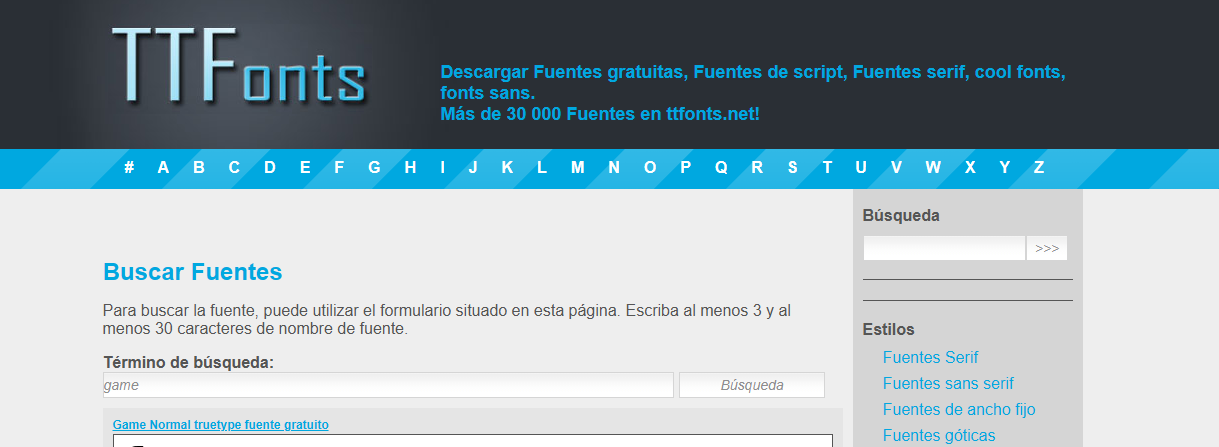 TTFonts
Descargar Fuentes gratuitas, Fuentes de script, Fuentes serif, cool fonts,
fonts sans.
Más de 30 000 Fuentes en ttfonts.net!
# A B C D E F G H I J K L M N O P Q R S T U V W X Y Z
Búsqueda
>>>
Buscar Fuentes
Para buscar la fuente, puede utilizar el formulario situado en esta página. Escriba al menos 3 y al
menos 30 caracteres de nombre de fuente.
Término de búsqueda:
game
Búsqueda
Game Normal truetype fuente gratuito
Estilos
Fuentes Serif
Fuentes sans serif
Fuentes de ancho fijo
Fuentes góticas